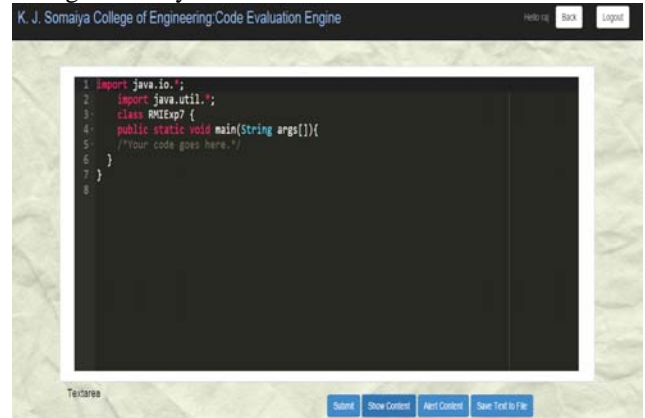 K. J. Somaiya College of Engineering:Code Evaluation Engine Hello raj Back Logout
1 import java.io.*;
2 import java.util.*;
3 class RMIExp7 {
4 public static void main(String args[]){
5 /*Your code goes here.*/
6 }
7 }
8
Textarea
Submit Show Content Alert Content Save Text to File